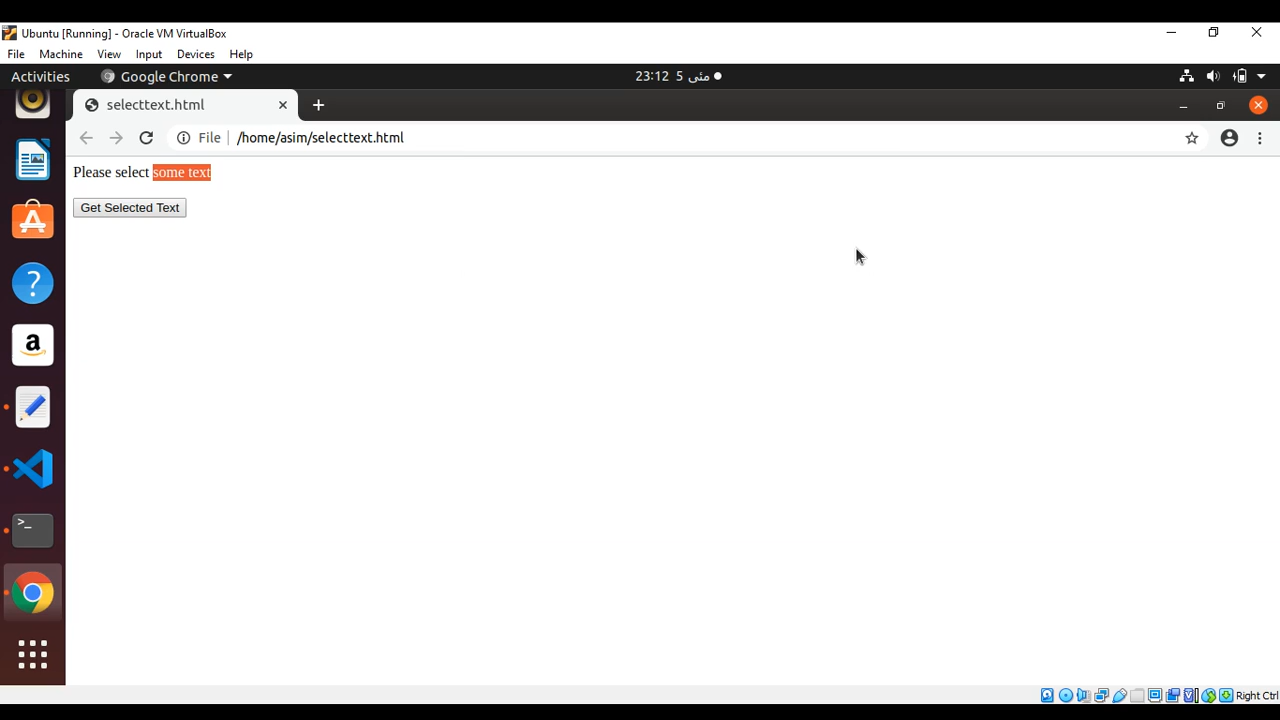 Ubuntu [Running] - Oracle VM VirtualBox
File Machine View Input Devices Help
Activities Google Chrome 23:12 5 مئی
selecttext.html
File /home/asim/selecttext.html
Please select some text
Get Selected Text
Right Ctrl